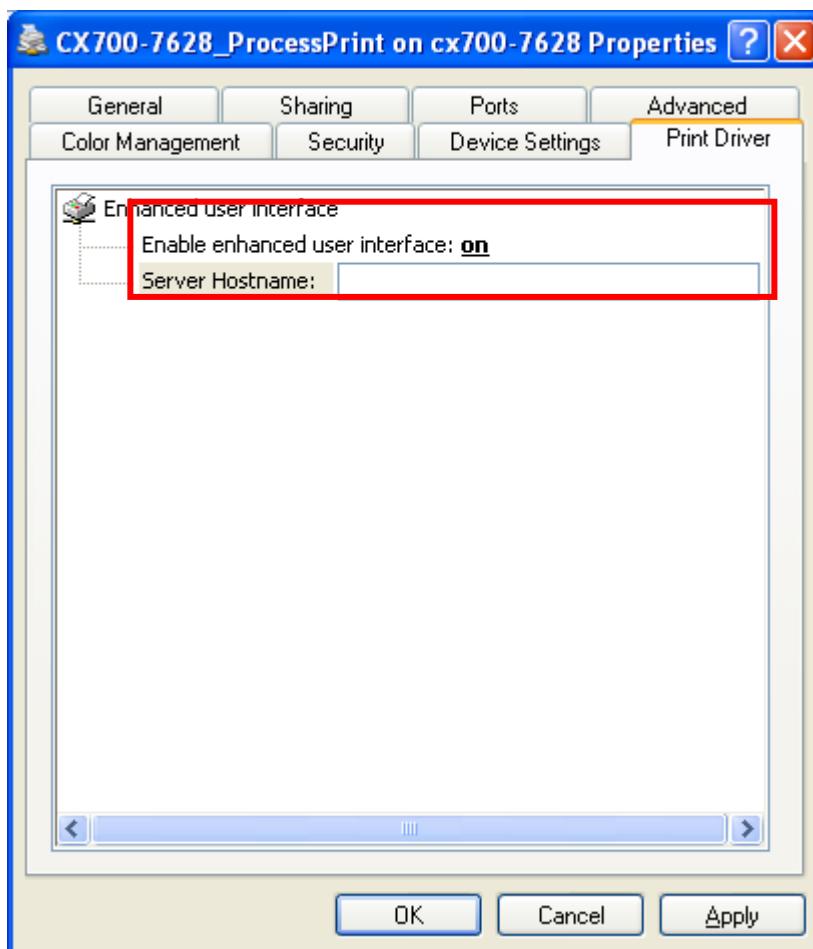 CX700-7628_ProcessPrint on cx700-7628 Properties
General Sharing Ports Advanced
Color Management Security Device Settings Print Driver
Enhanced user interface
Enable enhanced user interface: on
Server Hostname:
OK Cancel Apply